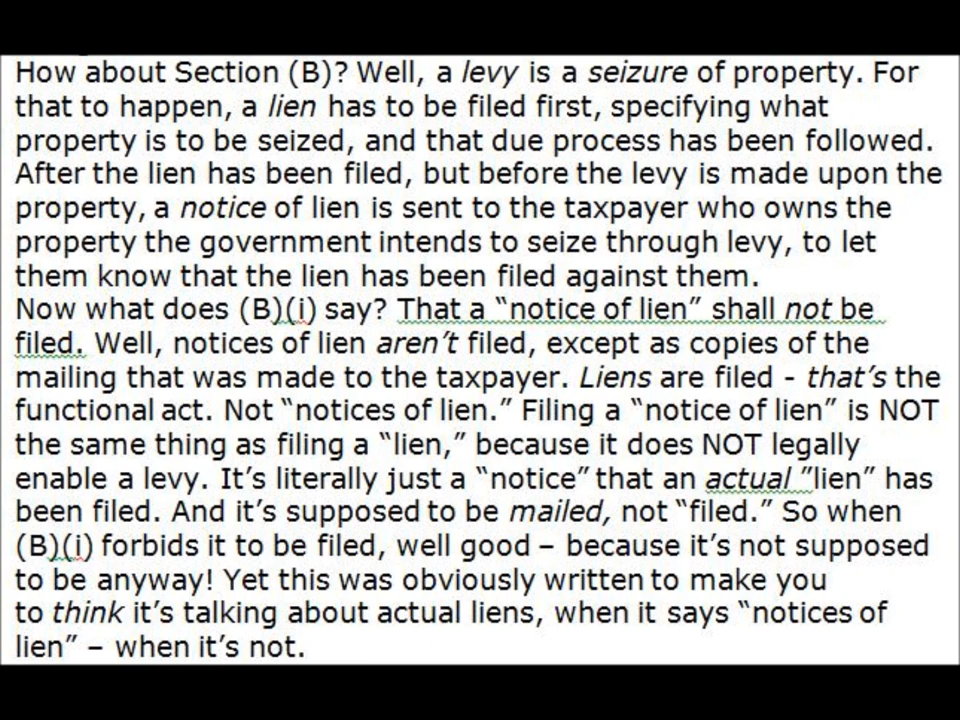 How about Section (B)? Well, a levy is a seizure of property. For
that to happen, a lien has to be filed first, specifying what
property is to be seized, and that due process has been followed.
After the lien has been filed, but before the levy is made upon the
property, a notice of lien is sent to the taxpayer who owns the
property the government intends to seize through levy, to let
them know that the lien has been filed against them.
Now what does (B)(i) say? That a “notice of lien” shall not be
filed. Well, notices of lien aren’t filed, except as copies of the
mailing that was made to the taxpayer. Liens are filed - that’s the
functional act. Not “notices of lien.” Filing a “notice of lien” is NOT
the same thing as filing a “lien,” because it does NOT legally
enable a levy. It’s literally just a “notice” that an actual ”lien” has
been filed. And it’s supposed to be mailed, not “filed.” So when
(B)(i) forbids it to be filed, well good – because it’s not supposed
to be anyway! Yet this was obviously written to make you
to think it’s talking about actual liens, when it says “notices of
lien” – when it’s not.